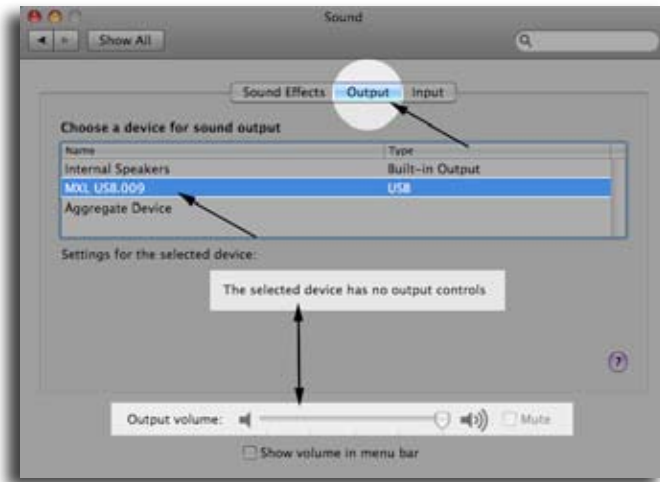 Sound
Show All
Sound Effects Output Input
Choose a device for sound output
Name Type
Internal Speakers Built-in Output
MXL USB.009 USB
Aggregate Device
Settings for the selected device:
The selected device has no output controls
?
Output volume: Mute
Show volume in menu bar